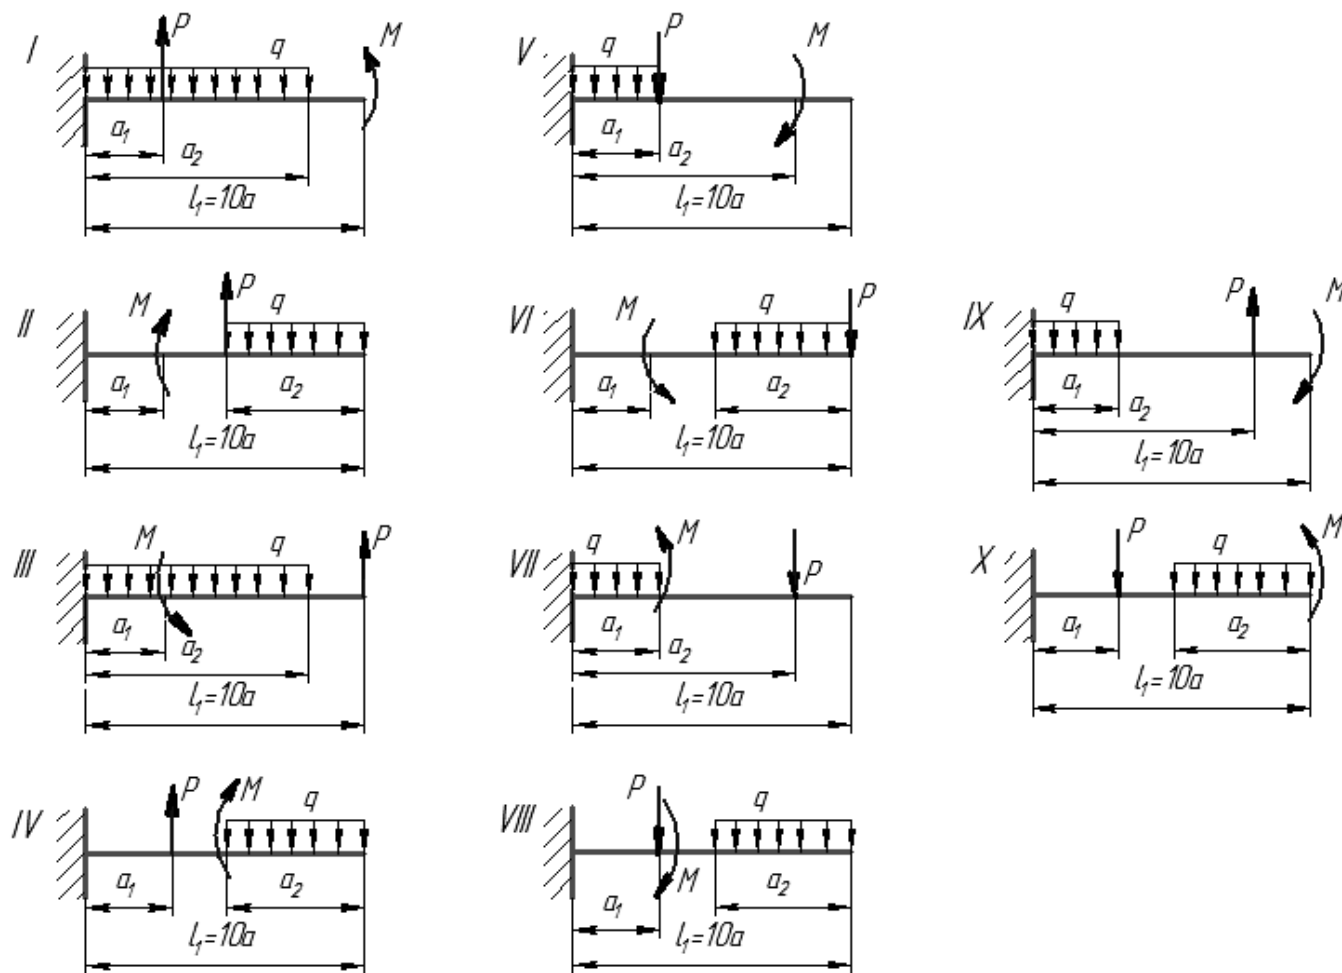 I P q M
a₁
a₂
l₁=10a
V q P M
a₁
a₂
l₁=10a
II M P q
a₁ a₂
l₁=10a
VI M q P
a₁ a₂
l₁=10a
IX q P M
a₁
a₂
l₁=10a
III M q P
a₁
a₂
l₁=10a
VII q M P
a₁
a₂
l₁=10a
X P q M
a₁ a₂
l₁=10a
IV P M q
a₁ a₂
l₁=10a
VIII P q
M
a₁ a₂
l₁=10a